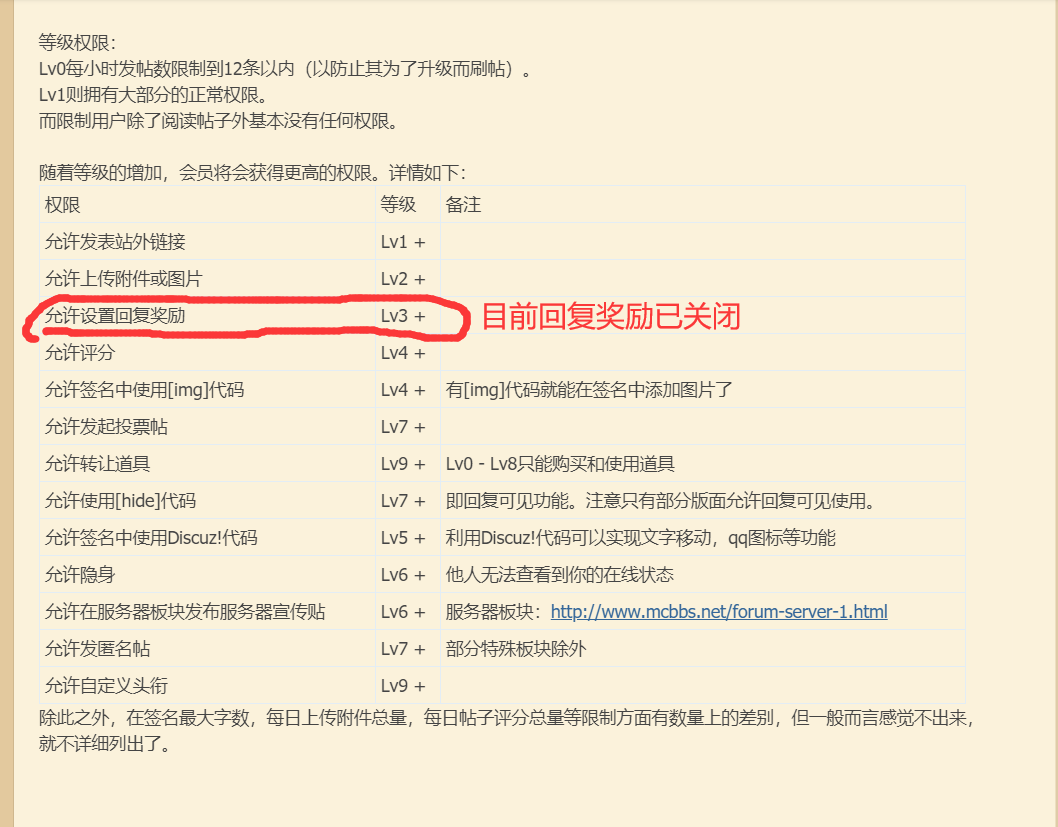 等级权限：
Lv0每小时发帖数限制到12条以内（以防止其为了升级而刷帖）。
Lv1则拥有大部分的正常权限。
而限制用户除了阅读帖子外基本没有任何权限。
随着等级的增加，会员将会获得更高的权限。详情如下：
权限 等级 备注
允许发表站外链接 Lv1 +
允许上传附件或图片 Lv2 +
允许设置回复奖励 Lv3 + 目前回复奖励已关闭
允许评分 Lv4 +
允许签名中使用[img]代码 Lv4 + 有[img]代码就能在签名中添加图片了
允许发起投票帖 Lv7 +
允许转让道具 Lv9 + Lv0 - Lv8只能购买和使用道具
允许使用[hide]代码 Lv7 + 即回复可见功能。注意只有部分版面允许回复可见使用。
允许签名中使用Discuz!代码 Lv5 + 利用Discuz!代码可以实现文字移动，qq图标等功能
允许隐身 Lv6 + 他人无法查看到你的在线状态
允许在服务器板块发布服务器宣传贴 Lv6 + 服务器板块：http://www.mcbbs.net/forum-server-1.html
允许发匿名帖 Lv7 + 部分特殊板块除外
允许自定义头衔 Lv9 +
除此之外，在签名最大字数，每日上传附件总量，每日帖子评分总量等限制方面有数量上的差别，但一般而言感觉不出来，
就不详细列出了。